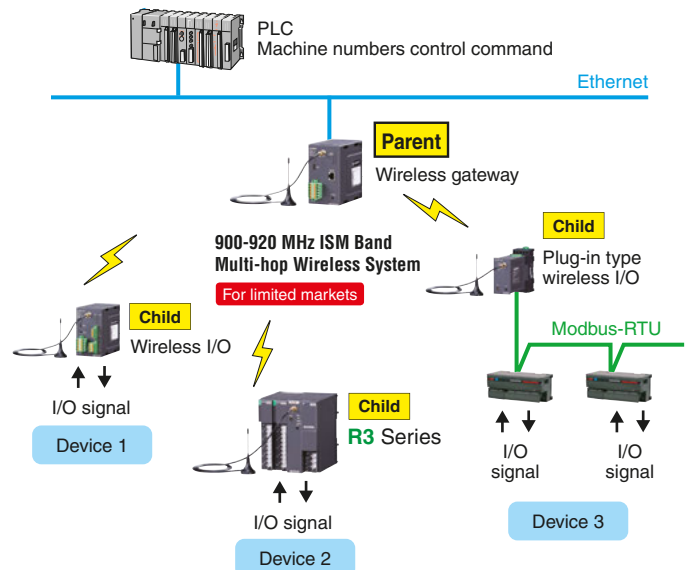 PLC
Machine numbers control command
Ethernet
Parent
Wireless gateway
900-920 MHz ISM Band
Multi-hop Wireless System
For limited markets
Child
Plug-in type
wireless I/O
Modbus-RTU
Child
Wireless I/O
I/O signal
Device 1
Child
R3 Series
I/O signal
Device 2
I/O
signal
I/O
signal
Device 3